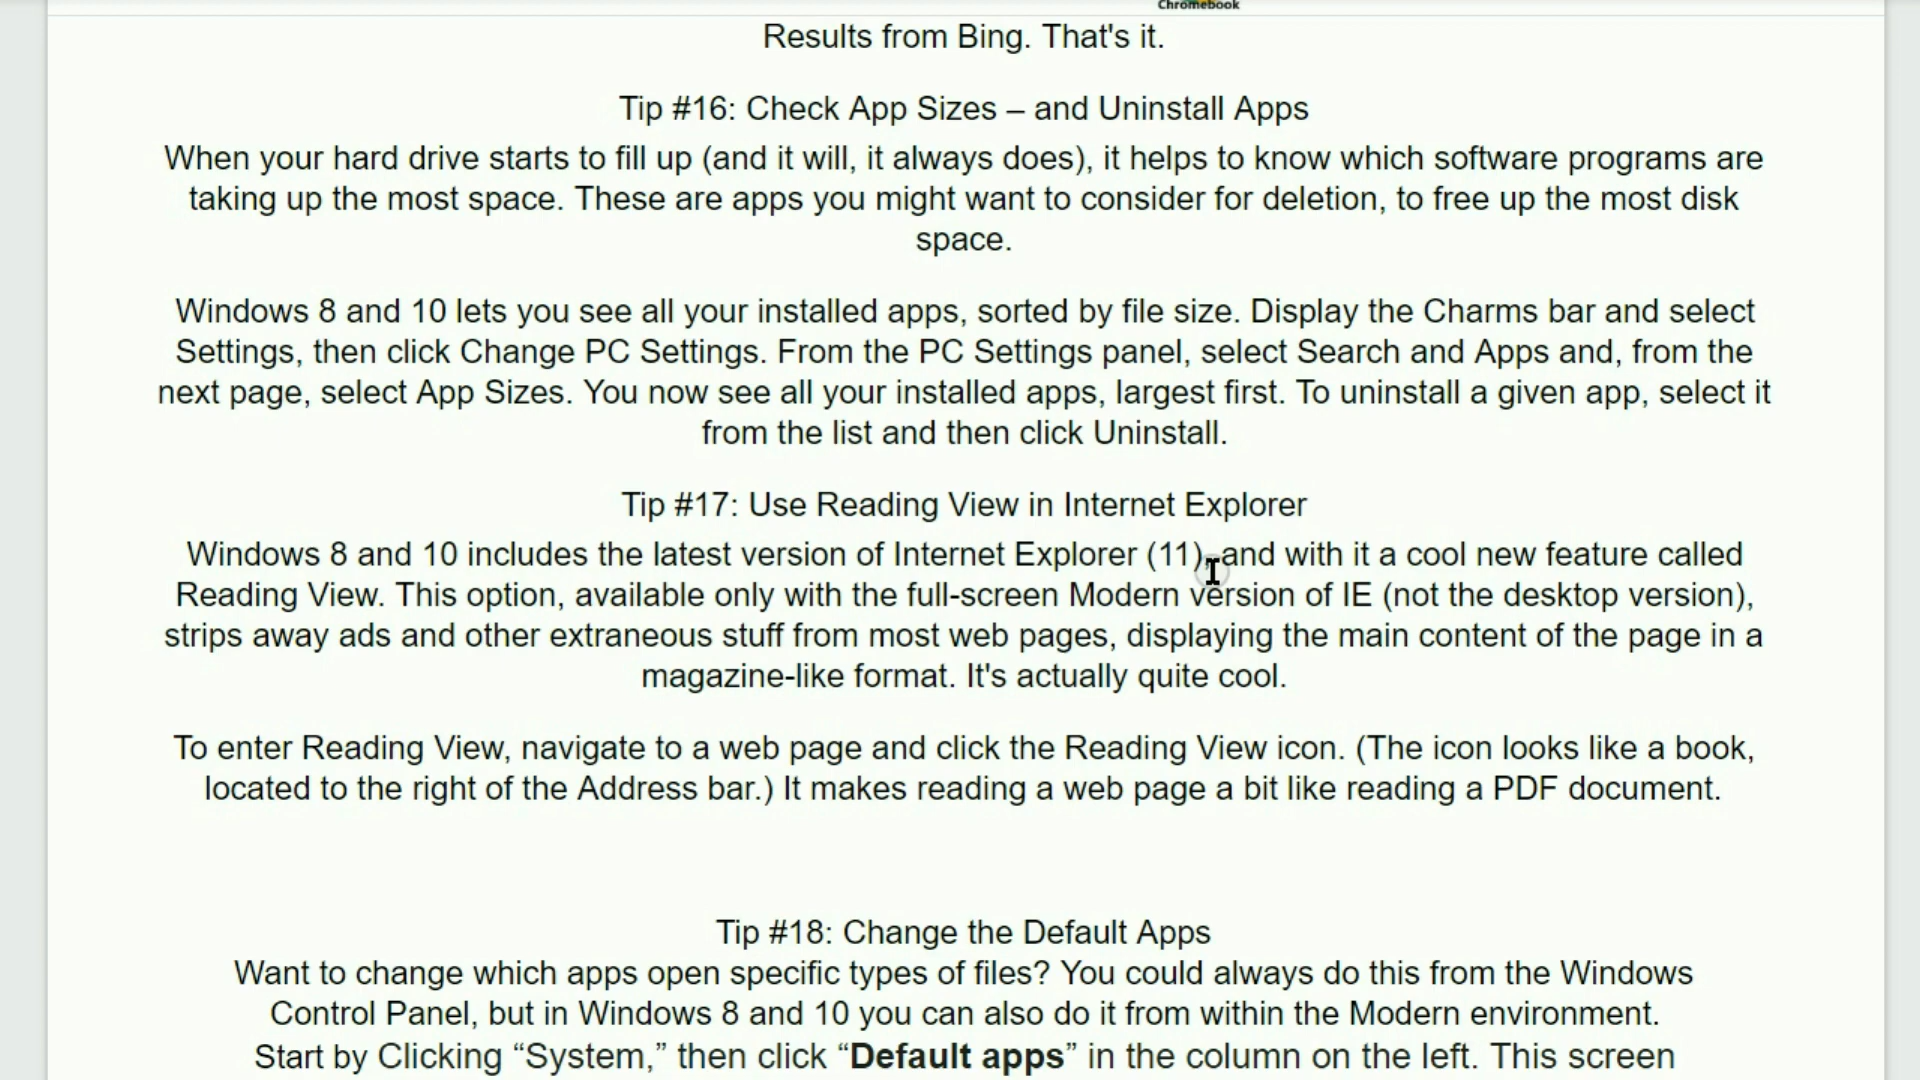 Chromebook
Results from Bing. That's it.
Tip #16: Check App Sizes – and Uninstall Apps
When your hard drive starts to fill up (and it will, it always does), it helps to know which software programs are
taking up the most space. These are apps you might want to consider for deletion, to free up the most disk
space.
Windows 8 and 10 lets you see all your installed apps, sorted by file size. Display the Charms bar and select
Settings, then click Change PC Settings. From the PC Settings panel, select Search and Apps and, from the
next page, select App Sizes. You now see all your installed apps, largest first. To uninstall a given app, select it
from the list and then click Uninstall.
Tip #17: Use Reading View in Internet Explorer
Windows 8 and 10 includes the latest version of Internet Explorer (11), and with it a cool new feature called
Reading View. This option, available only with the full-screen Modern version of IE (not the desktop version),
strips away ads and other extraneous stuff from most web pages, displaying the main content of the page in a
magazine-like format. It's actually quite cool.
To enter Reading View, navigate to a web page and click the Reading View icon. (The icon looks like a book,
located to the right of the Address bar.) It makes reading a web page a bit like reading a PDF document.
Tip #18: Change the Default Apps
Want to change which apps open specific types of files? You could always do this from the Windows
Control Panel, but in Windows 8 and 10 you can also do it from within the Modern environment.
Start by Clicking “System,” then click “Default apps” in the column on the left. This screen